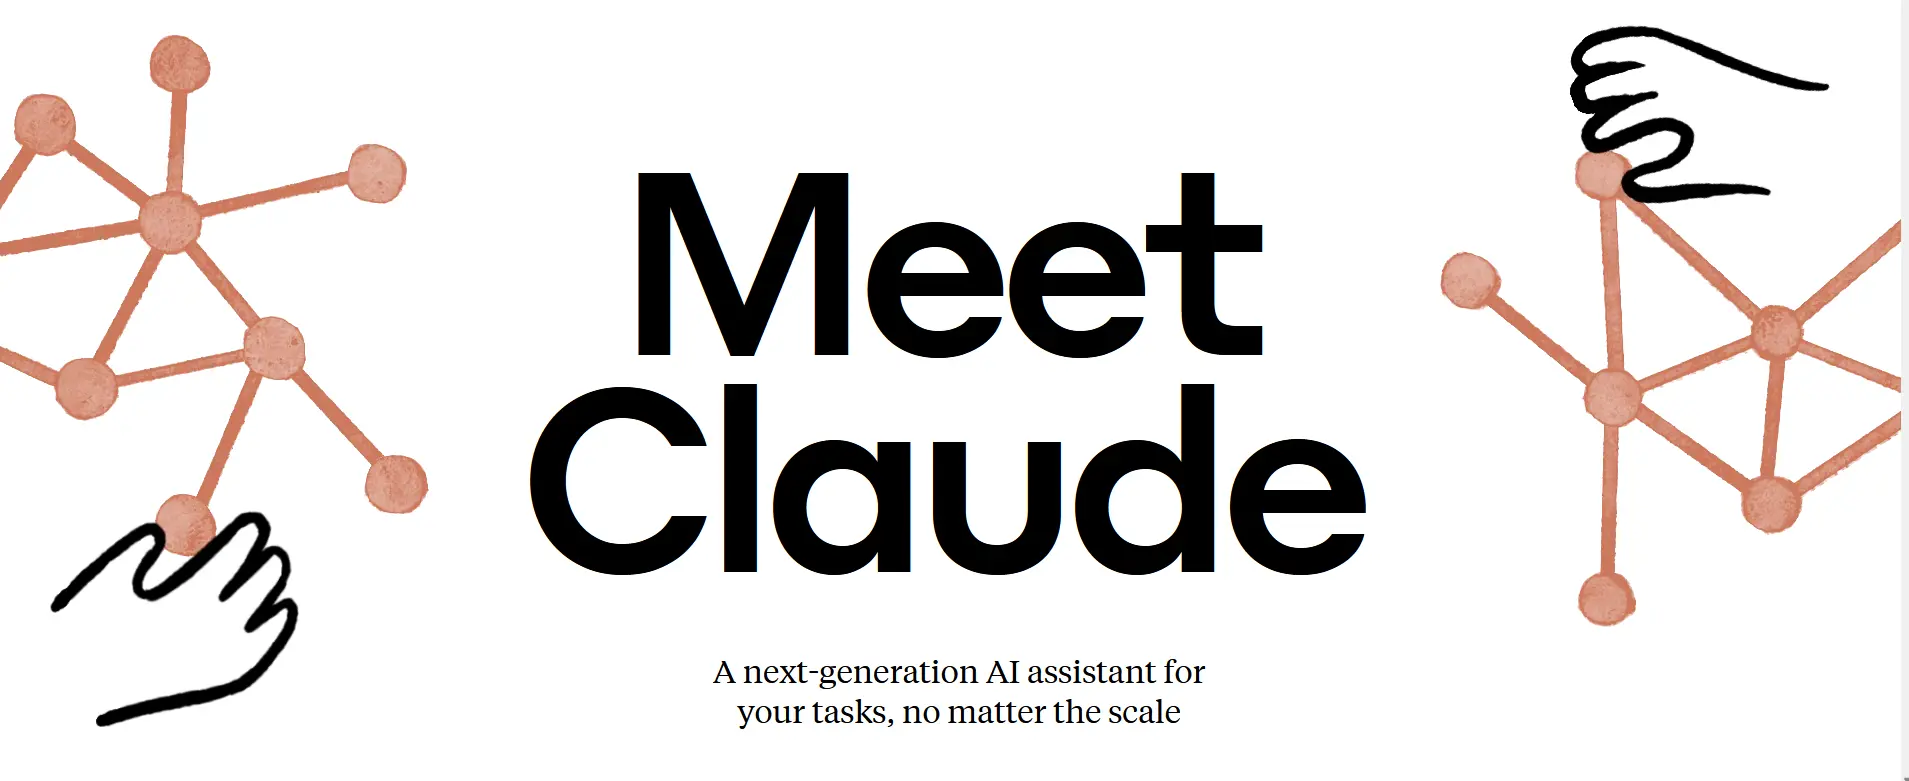 Meet
Claude
A next-generation AI assistant for
your tasks, no matter the scale